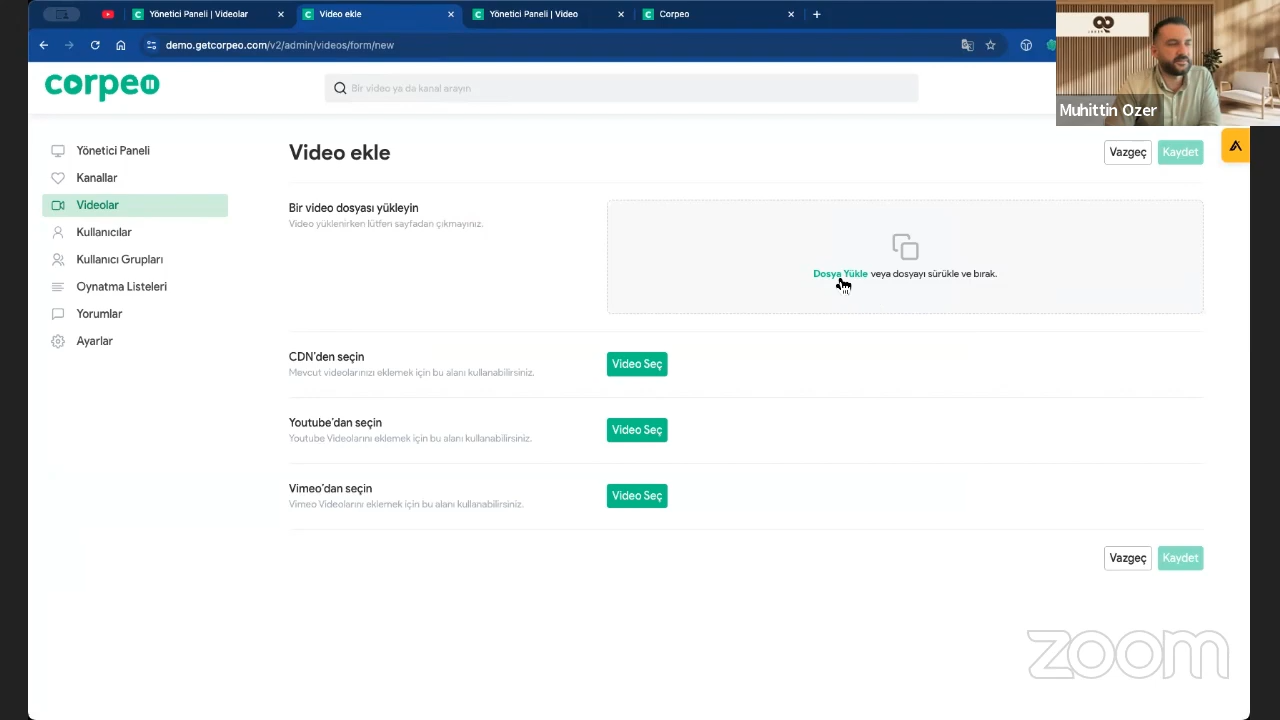 Yönetici Paneli | Videolar
Video ekle
Yönetici Paneli | Video
Corpeo
demo.getcorpeo.com/v2/admin/videos/form/new
corpeo
Bir video ya da kanal arayın
Muhittin Ozer
Yönetici Paneli
Kanallar
Videolar
Kullanıcılar
Kullanıcı Grupları
Oynatma Listeleri
Yorumlar
Ayarlar
Video ekle
Vazgeç
Kaydet
Bir video dosyası yükleyin
Video yüklenirken lütfen sayfadan çıkmayınız.
Dosya Yükle veya dosyayı sürükle ve bırak.
CDN'den seçin
Mevcut videolarınızı eklemek için bu alanı kullanabilirsiniz.
Video Seç
Youtube'dan seçin
Youtube Videolarını eklemek için bu alanı kullanabilirsiniz.
Video Seç
Vimeo'dan seçin
Vimeo Videolarını eklemek için bu alanı kullanabilirsiniz.
Video Seç
Vazgeç
Kaydet
zoom